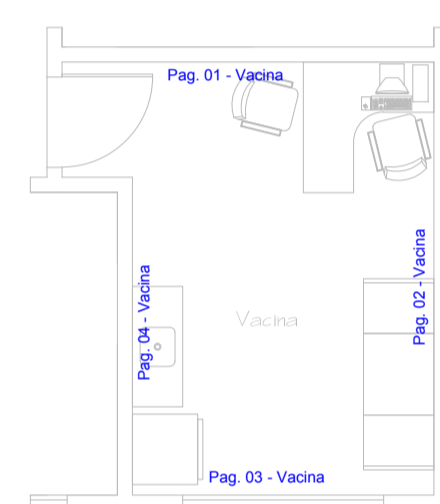 Pag. 01 - Vacina
Pag. 02 - Vacina
Pag. 04 - Vacina
Vacina
Pag. 03 - Vacina